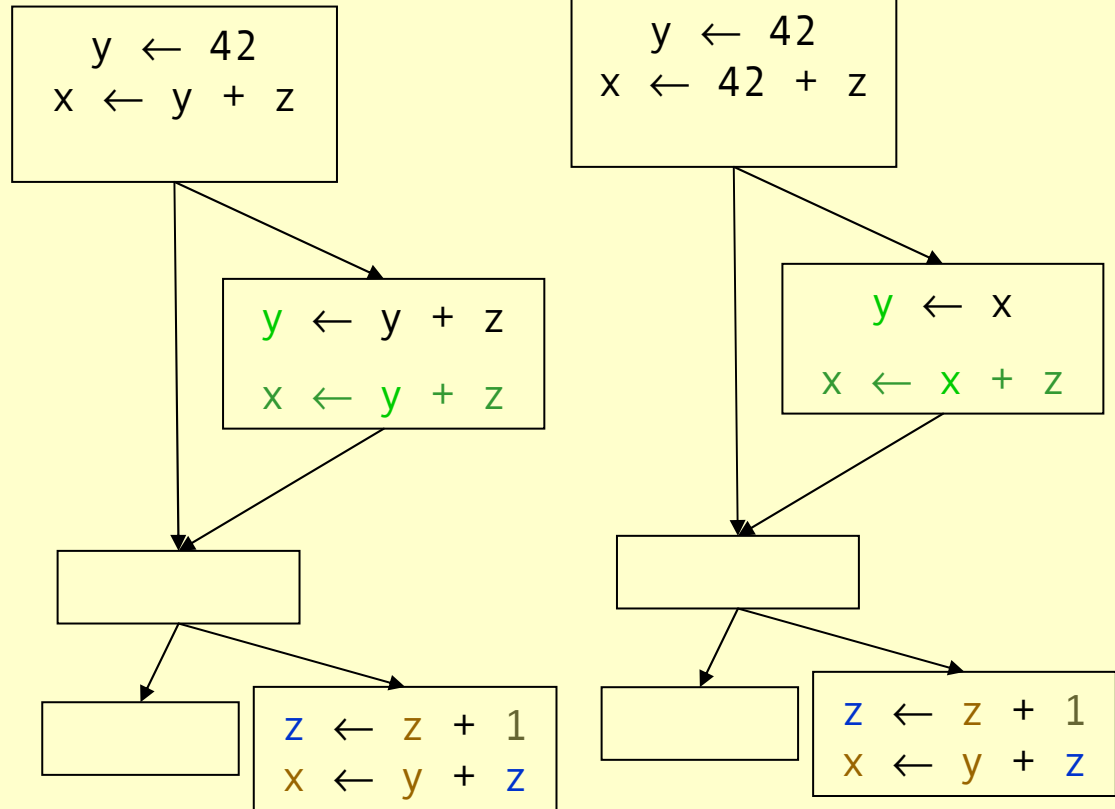 y ← 42
x ← y + z
y ← y + z
x ← y + z
z ← z + 1
x ← y + z
y ← 42
x ← 42 + z
y ← x
x ← x + z
z ← z + 1
x ← y + z